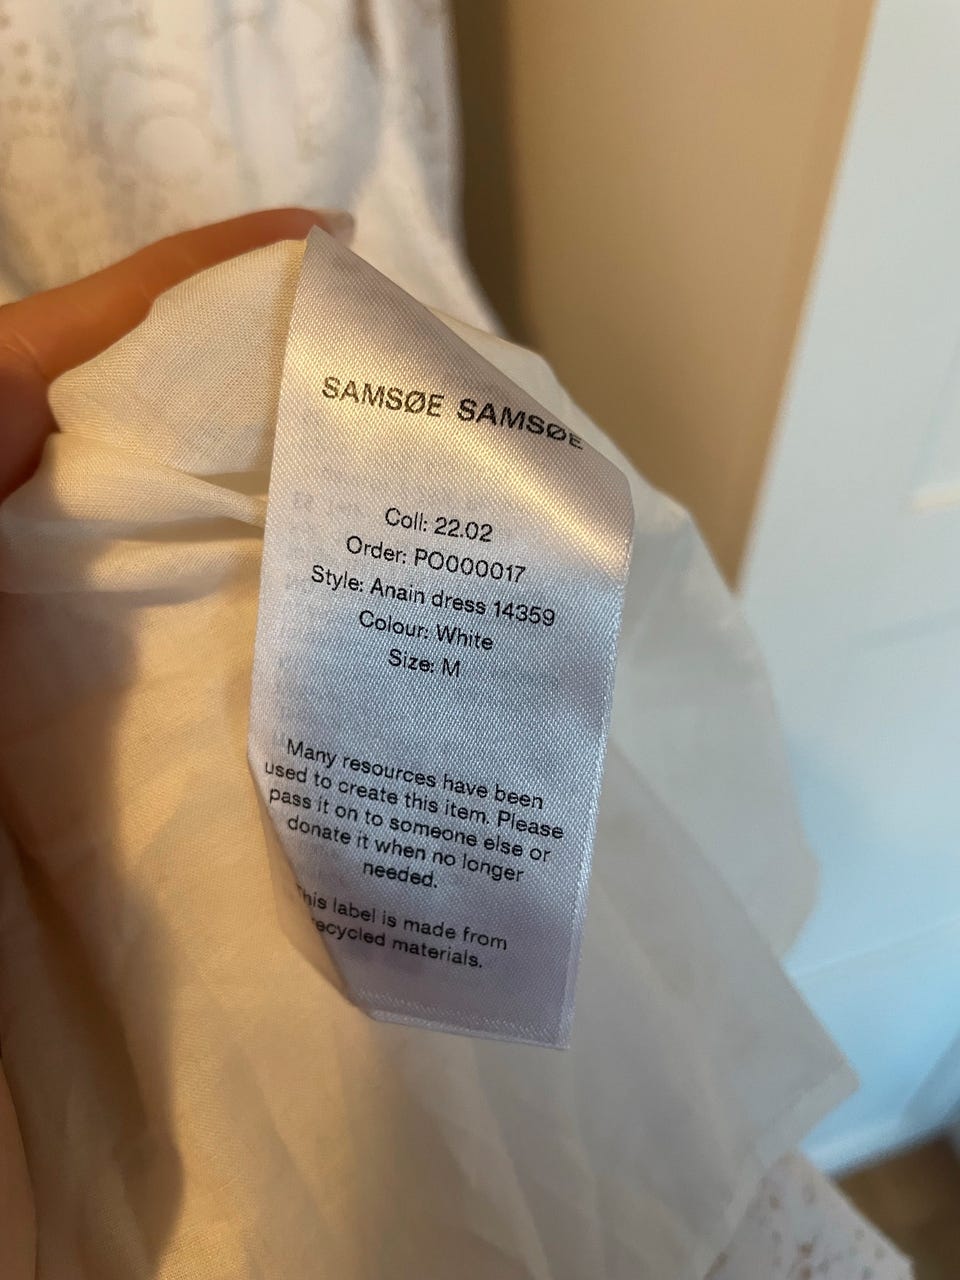 SAMSØE SAMSØE
Coll: 22.02
Order: PO000017
Style: Anain dress 14359
Colour: White
Size: M
Many resources have been
used to create this item. Please
pass it on to someone else or
donate it when no longer
needed.
This label is made from
recycled materials.